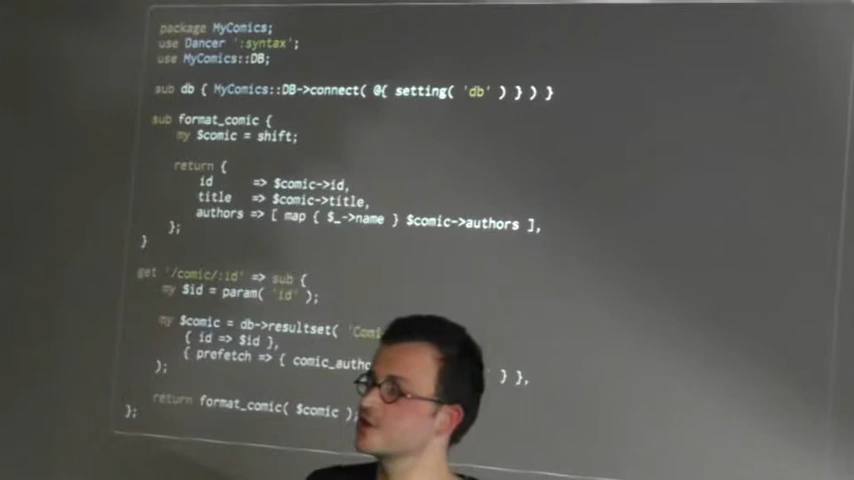 package MyComics;
use Dancer ':syntax';
use MyComics::DB;
sub db { MyComics::DB->connect( @{ setting( 'db' ) } ) }
sub format_comic {
my $comic = shift;
return {
id => $comic->id,
title => $comic->title,
authors => [ map { $_->name } $comic->authors ],
};
}
get '/comic/:id' => sub {
my $id = param( 'id' );
my $comic = db->resultset(
{ id => $id },
{ prefetch => { } },
);
return format_comic( $comic );
};